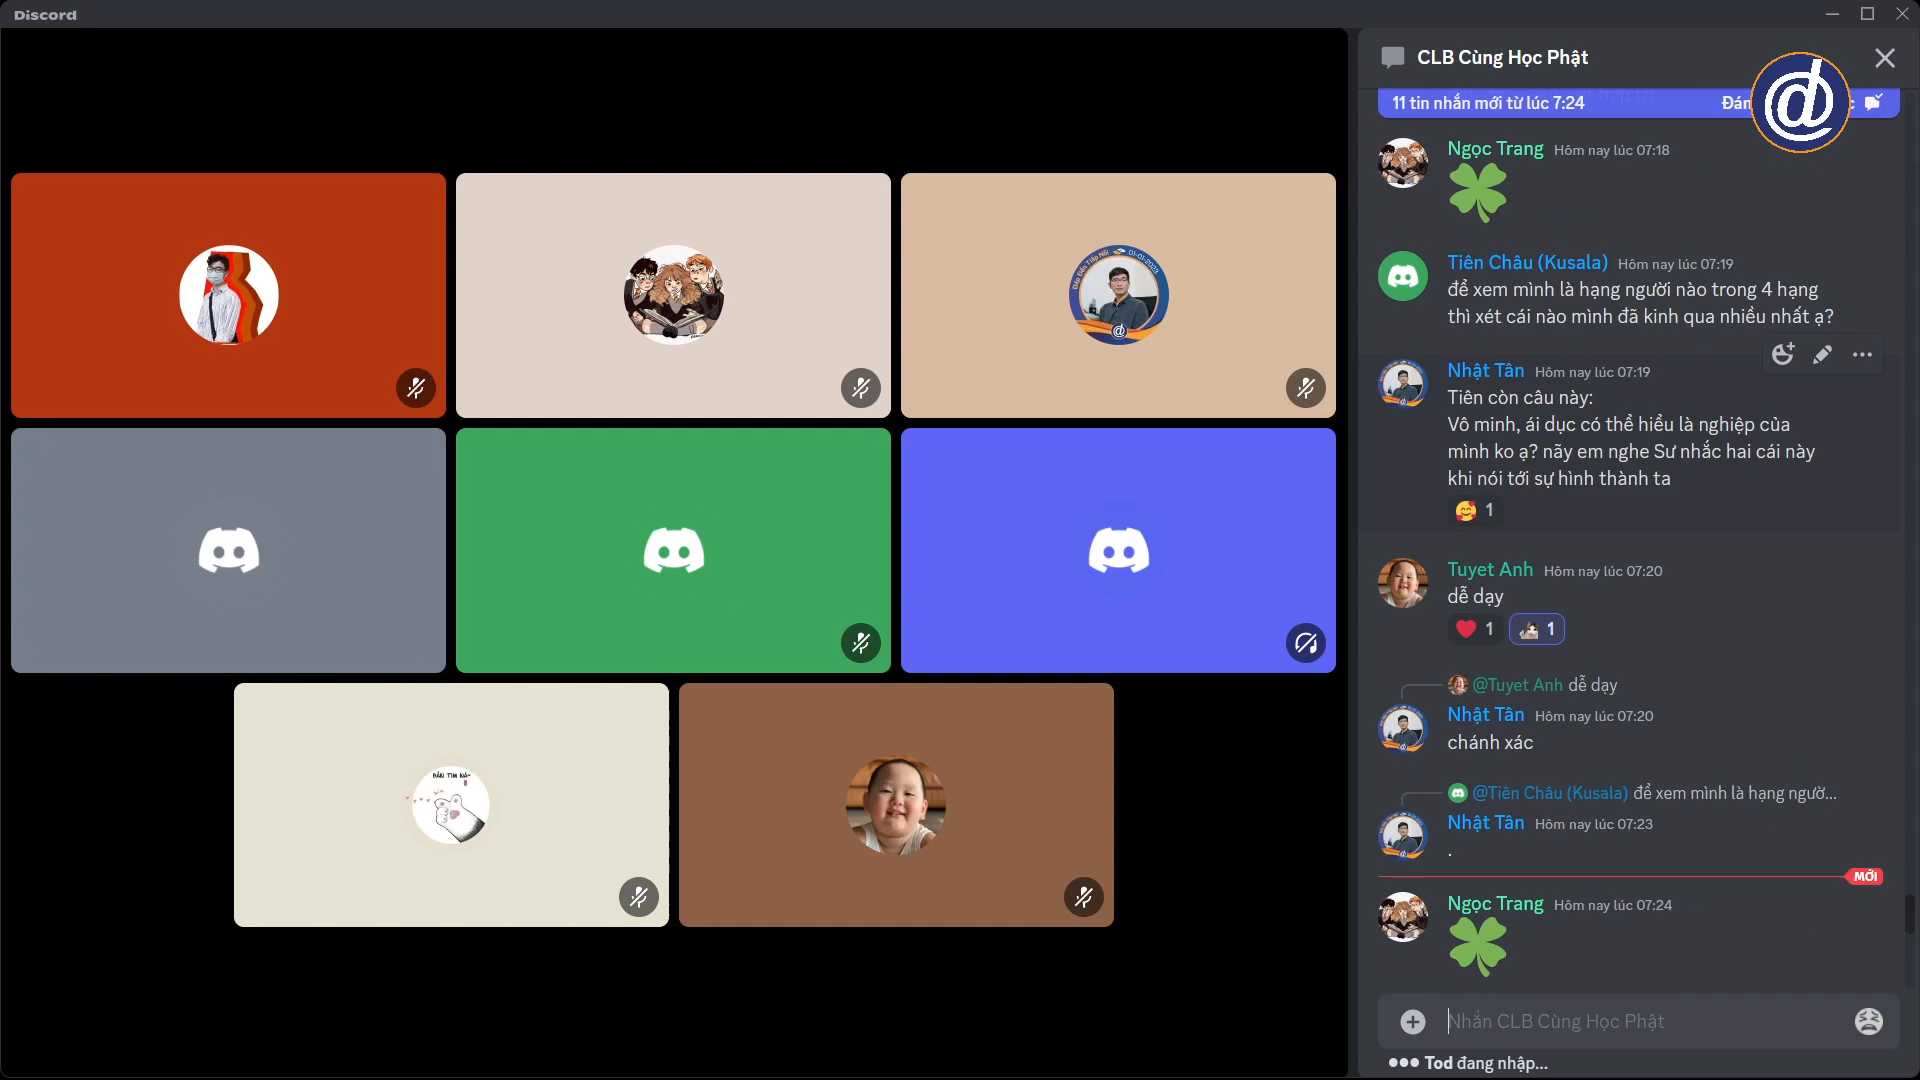 Discord
CLB Cùng Học Phật
11 tin nhắn mới từ lúc 7:24
Ngọc Trang Hôm nay lúc 07:18
Tiên Châu (Kusala) Hôm nay lúc 07:19
để xem mình là hạng người nào trong 4 hạng
thì xét cái nào mình đã kinh qua nhiều nhất ạ?
Nhật Tân Hôm nay lúc 07:19
Tiên còn câu này:
Vô minh, ái dục có thể hiểu là nghiệp của
mình ko ạ? nãy em nghe Sư nhắc hai cái này
khi nói tới sự hình thành ta
1
Tuyet Anh Hôm nay lúc 07:20
dễ dạy
1 1
@Tuyet Anh dễ dạy
Nhật Tân Hôm nay lúc 07:20
chánh xác
@Tiên Châu (Kusala) để xem mình là hạng ngườ...
Nhật Tân Hôm nay lúc 07:23
.
MỚI
Ngọc Trang Hôm nay lúc 07:24
Nhắn CLB Cùng Học Phật
Tod đang nhập...
01-01-2023
BẮN TIM NÀ~